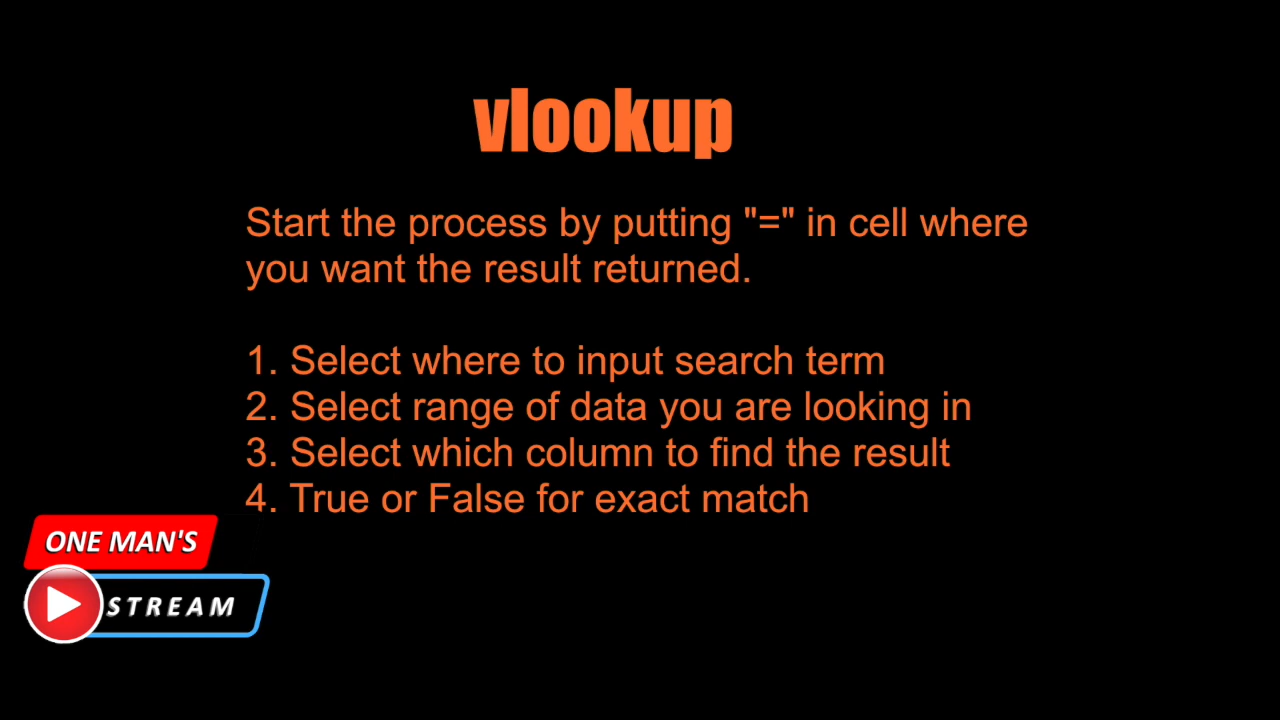 vlookup
Start the process by putting "=" in cell where
you want the result returned.
1. Select where to input search term
2. Select range of data you are looking in
3. Select which column to find the result
4. True or False for exact match
ONE MAN'S
STREAM